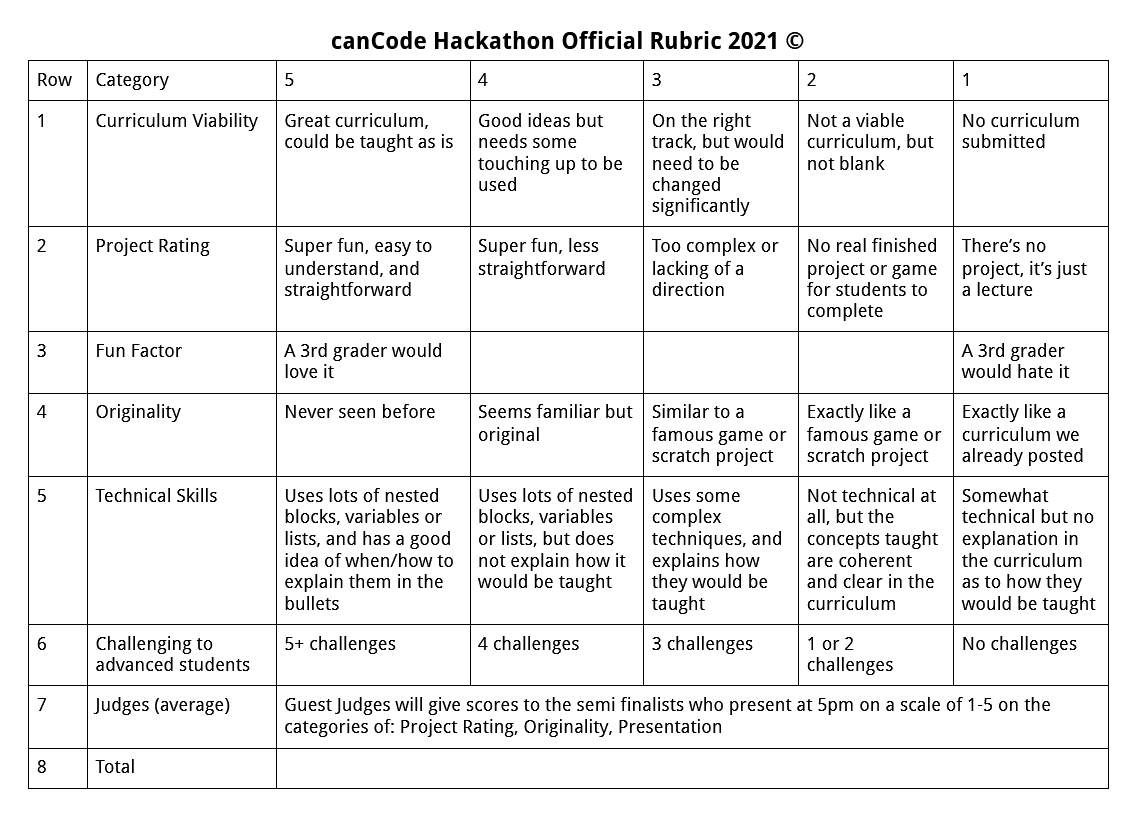 canCode Hackathon Official Rubric 2021 ©
Row
Category
5
4
3
2
1
1
Curriculum Viability
Great curriculum,
could be taught as is
Good ideas but
needs some
touching up to be
used
On the right
track, but would
need to be
changed
significantly
Not a viable
curriculum, but
not blank
No curriculum
submitted
2
Project Rating
Super fun, easy to
understand, and
straightforward
Super fun, less
straightforward
Too complex or
lacking of a
direction
No real finished
project or game
for students to
complete
There’s no
project, it’s just
a lecture
3
Fun Factor
A 3rd grader would
love it
A 3rd grader
would hate it
4
Originality
Never seen before
Seems familiar but
original
Similar to a
famous game or
scratch project
Exactly like a
famous game or
scratch project
Exactly like a
curriculum we
already posted
5
Technical Skills
Uses lots of nested
blocks, variables or
lists, and has a good
idea of when/how to
explain them in the
bullets
Uses lots of nested
blocks, variables
or lists, but does
not explain how it
would be taught
Uses some
complex
techniques, and
explains how
they would be
taught
Not technical at
all, but the
concepts taught
are coherent
and clear in the
curriculum
Somewhat
technical but no
explanation in
the curriculum
as to how they
would be taught
6
Challenging to
advanced students
5+ challenges
4 challenges
3 challenges
1 or 2
challenges
No challenges
7
Judges (average)
Guest Judges will give scores to the semi finalists who present at 5pm on a scale of 1-5 on the
categories of: Project Rating, Originality, Presentation
8
Total